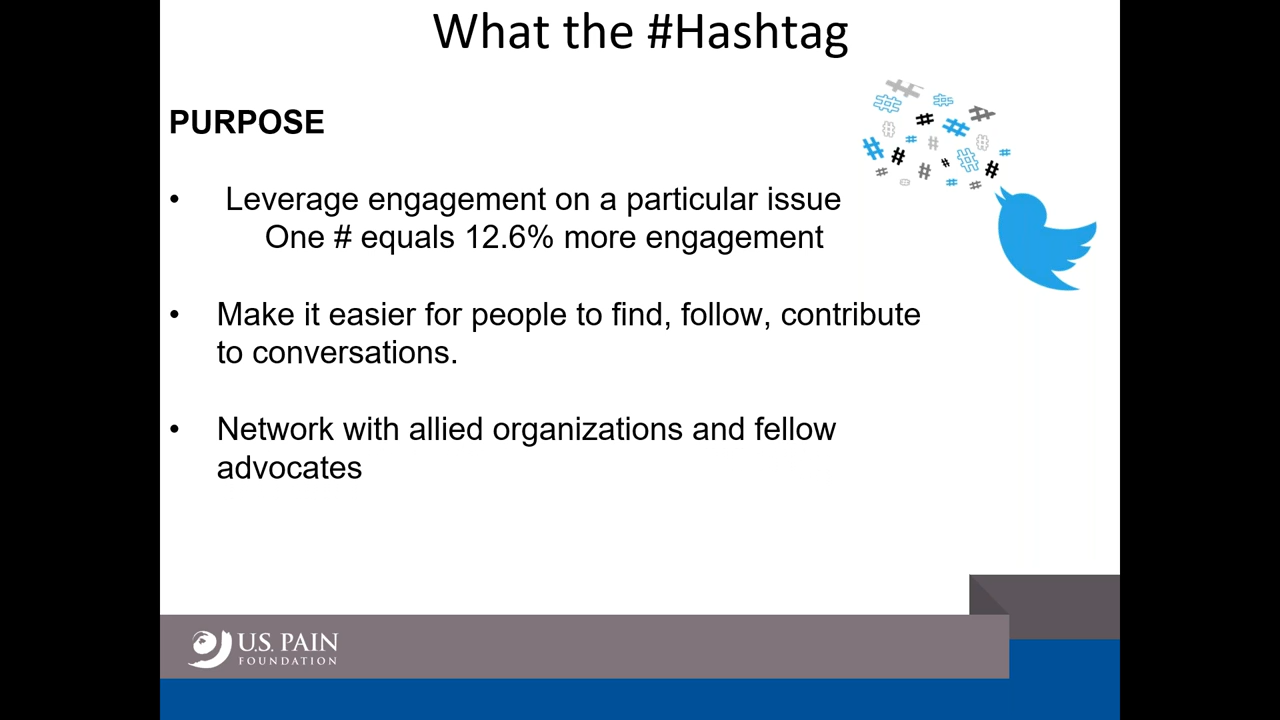 What the #Hashtag
PURPOSE
• Leverage engagement on a particular issue
One # equals 12.6% more engagement
• Make it easier for people to find, follow, contribute
to conversations.
• Network with allied organizations and fellow
advocates
U.S. PAIN
FOUNDATION